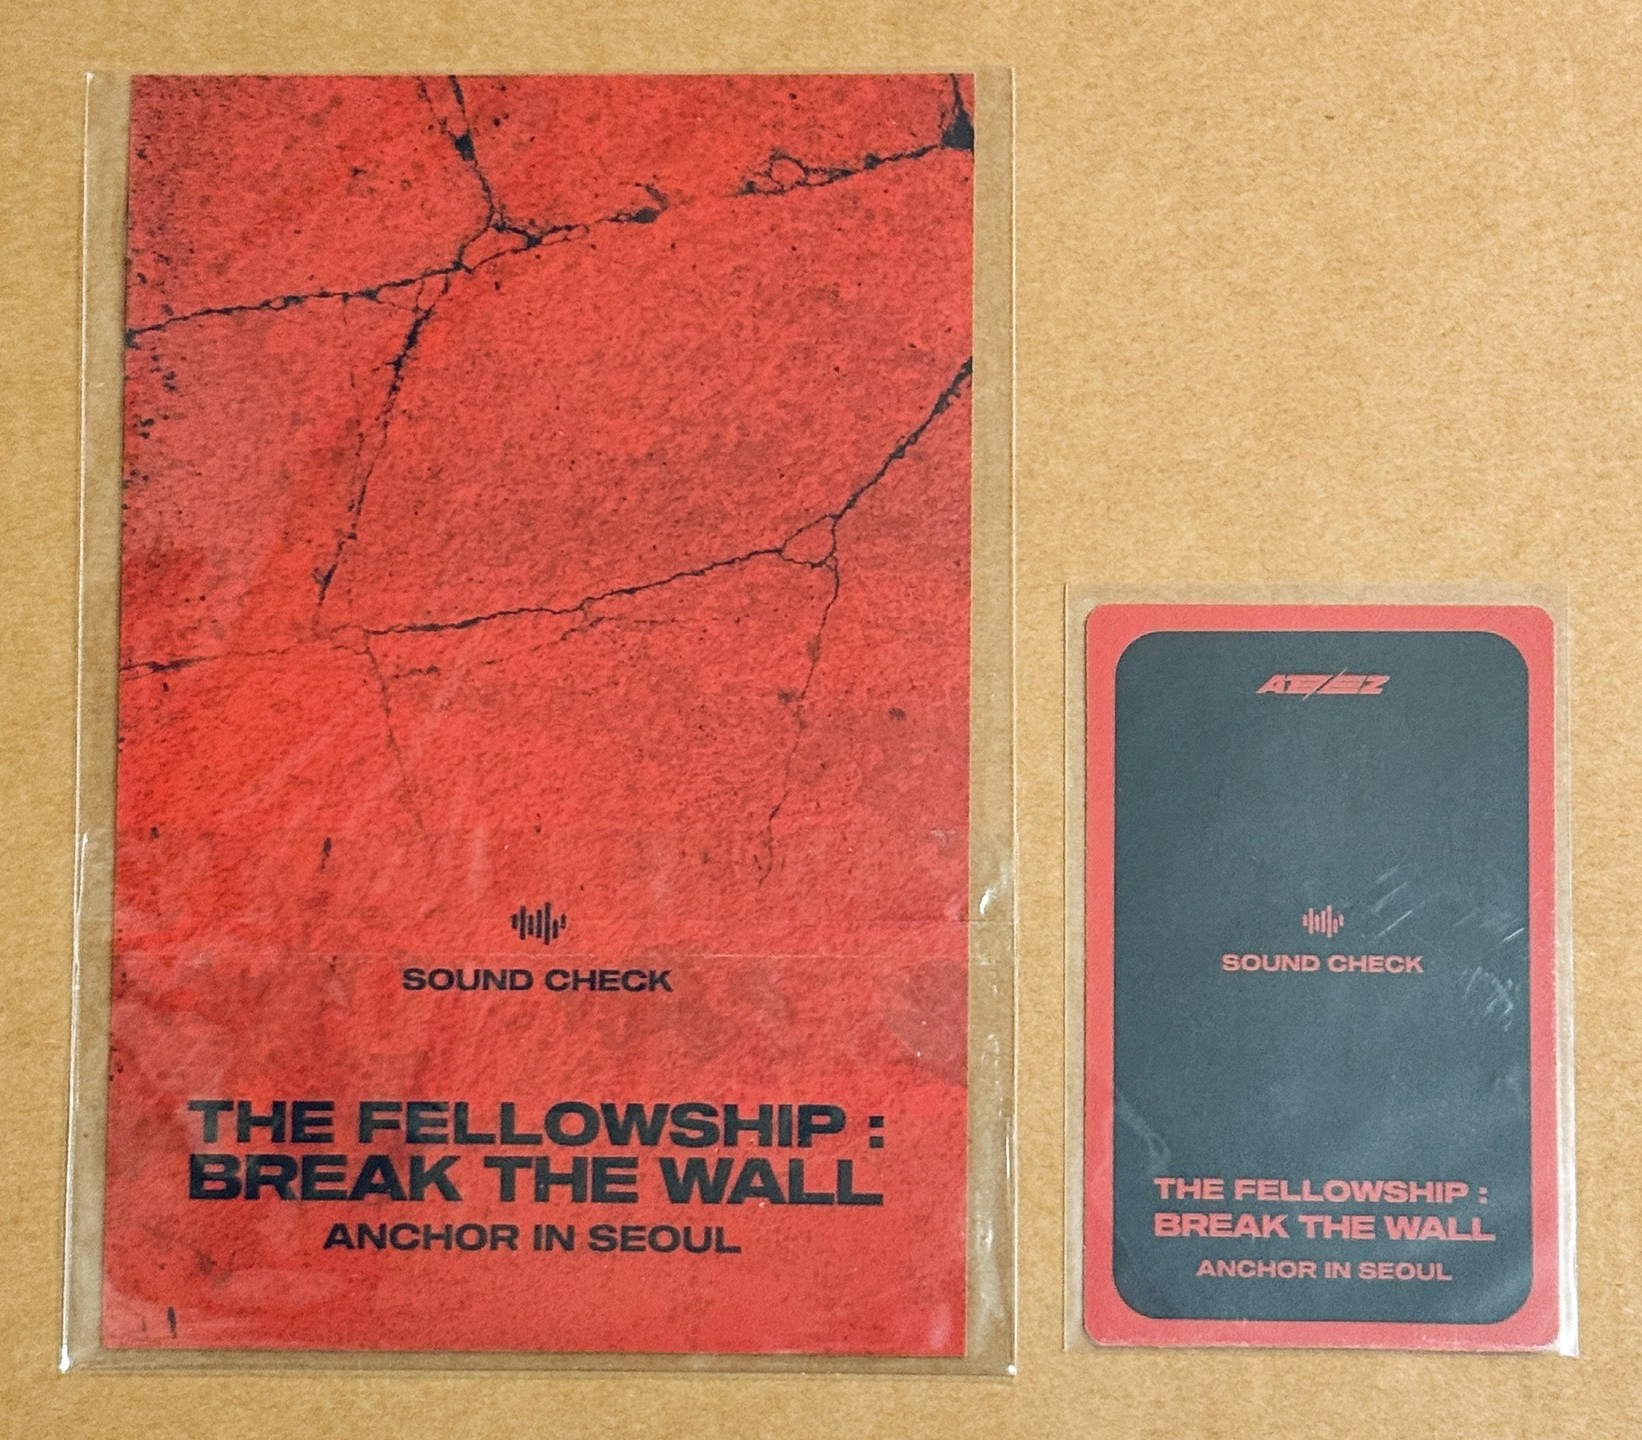 SOUND CHECK
THE FELLOWSHIP :
BREAK THE WALL
ANCHOR IN SEOUL
ATEEZ
SOUND CHECK
THE FELLOWSHIP :
BREAK THE WALL
ANCHOR IN SEOUL